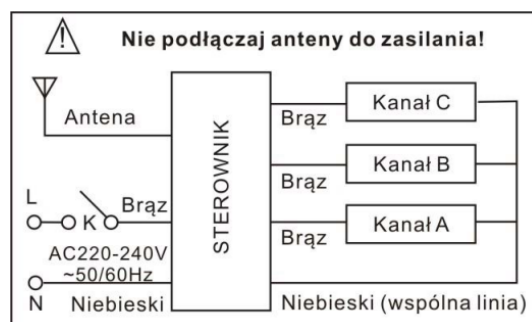 Nie podłączaj anteny do zasilania!
Antena
STEROWNIK
Brąz
Kanał C
Brąz
Kanał B
L
K
Brąz
Brąz
Kanał A
AC220-240V
~50/60Hz
N
Niebieski
Niebieski (wspólna linia)